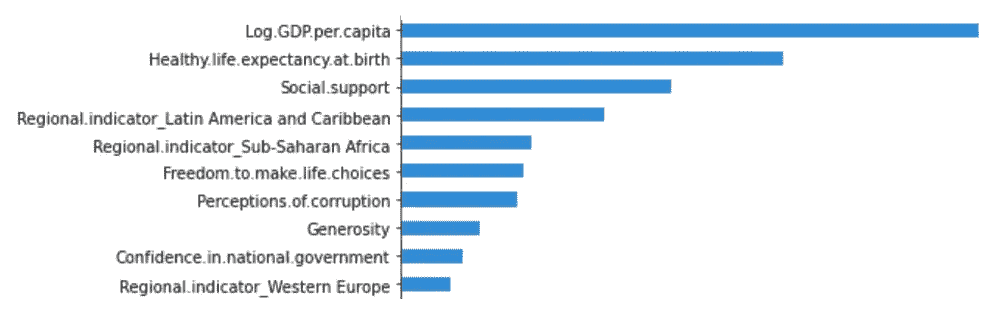 Log.GDP.per.capita
Healthy.life.expectancy.at.birth
Social.support
Regional.indicator_Latin America and Caribbean
Regional.indicator_Sub-Saharan Africa
Freedom.to.make.life.choices
Perceptions.of.corruption
Generosity
Confidence.in.national.government
Regional.indicator_Western Europe